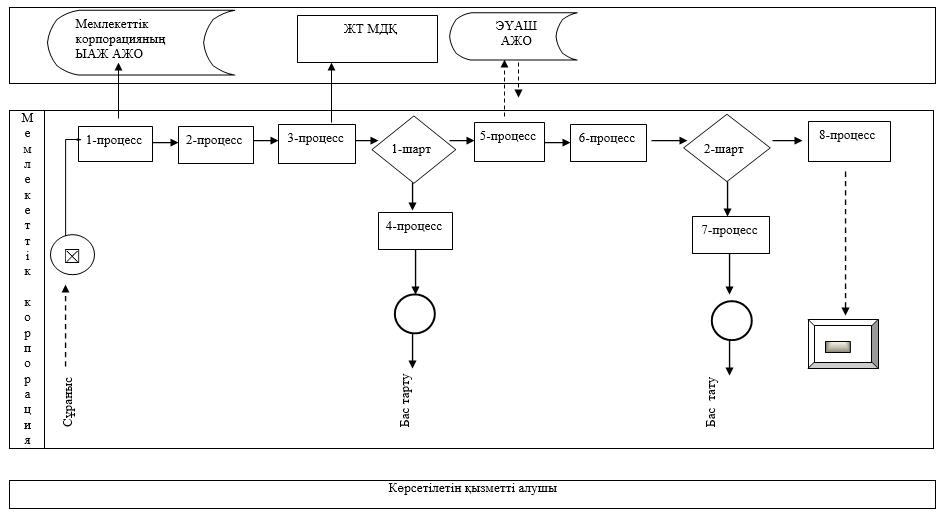 Мемлекеттік
корпорацияның
ЫАЖ АЖО
ЖТ МДҚ
ЭҮАШ
АЖО
Мемлекеттік корпорация
1-процесс
2-процесс
3-процесс
1-шарт
5-процесс
6-процесс
2-шарт
8-процесс
4-процесс
7-процесс
Сұраныс
Бас тарту
Бас тату
Көрсетілетін қызметті алушы